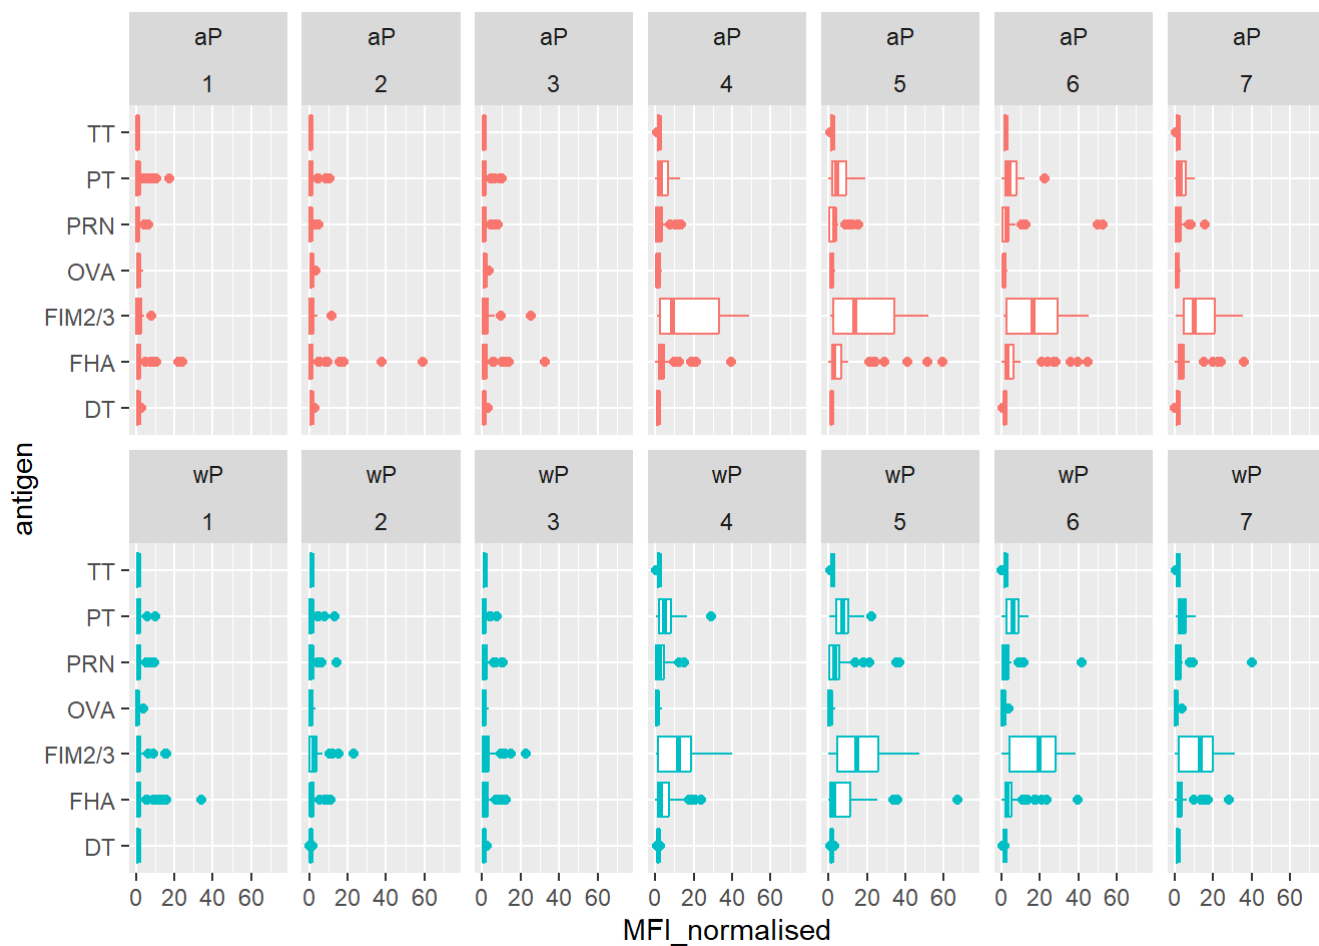 aP aP aP aP aP aP aP
1 2 3 4 5 6 7
TT
PT
PRN
OVA
FIM2/3
FHA
DT
antigen
wP wP wP wP wP wP wP
1 2 3 4 5 6 7
TT
PT
PRN
OVA
FIM2/3
FHA
DT
0 20 40 60 0 20 40 60 0 20 40 60 0 20 40 60 0 20 40 60 0 20 40 60 0 20 40 60
MFI_normalised